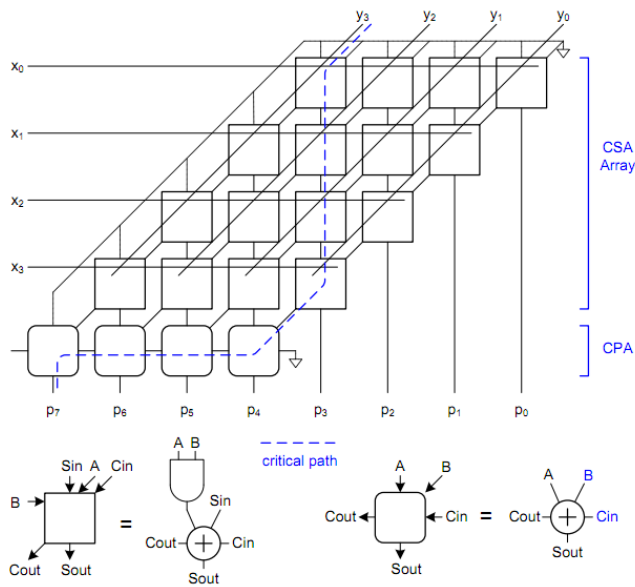 y3 y2 y1 y0
x0
x1
CSA
Array
x2
x3
CPA
p7 p6 p5 p4 p3 p2 p1 p0
critical path
A B
Sin A Cin
B
=
Sin
Cout + Cin
Cout Sout
Sout
A B
Cout Cin
=
Sout
A B
Cout + Cin
Sout